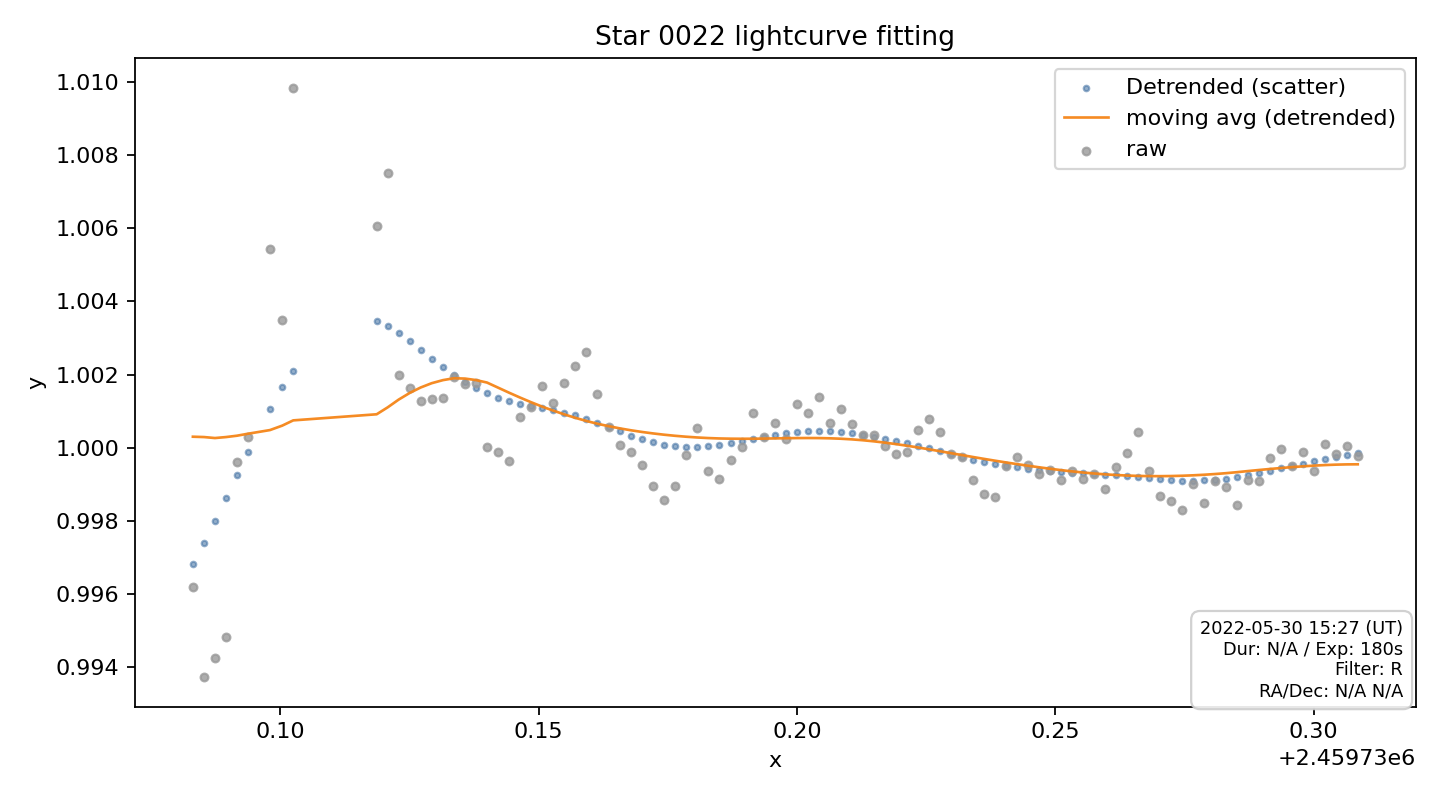 Star 0022 lightcurve fitting
1.010
1.008
1.006
1.004
1.002
1.000
0.998
0.996
0.994
y
Detrended (scatter)
moving avg (detrended)
raw
2022-05-30 15:27 (UT)
Dur: N/A / Exp: 180s
Filter: R
RA/Dec: N/A N/A
0.10 0.15 0.20 0.25 0.30
x
+2.45973e6